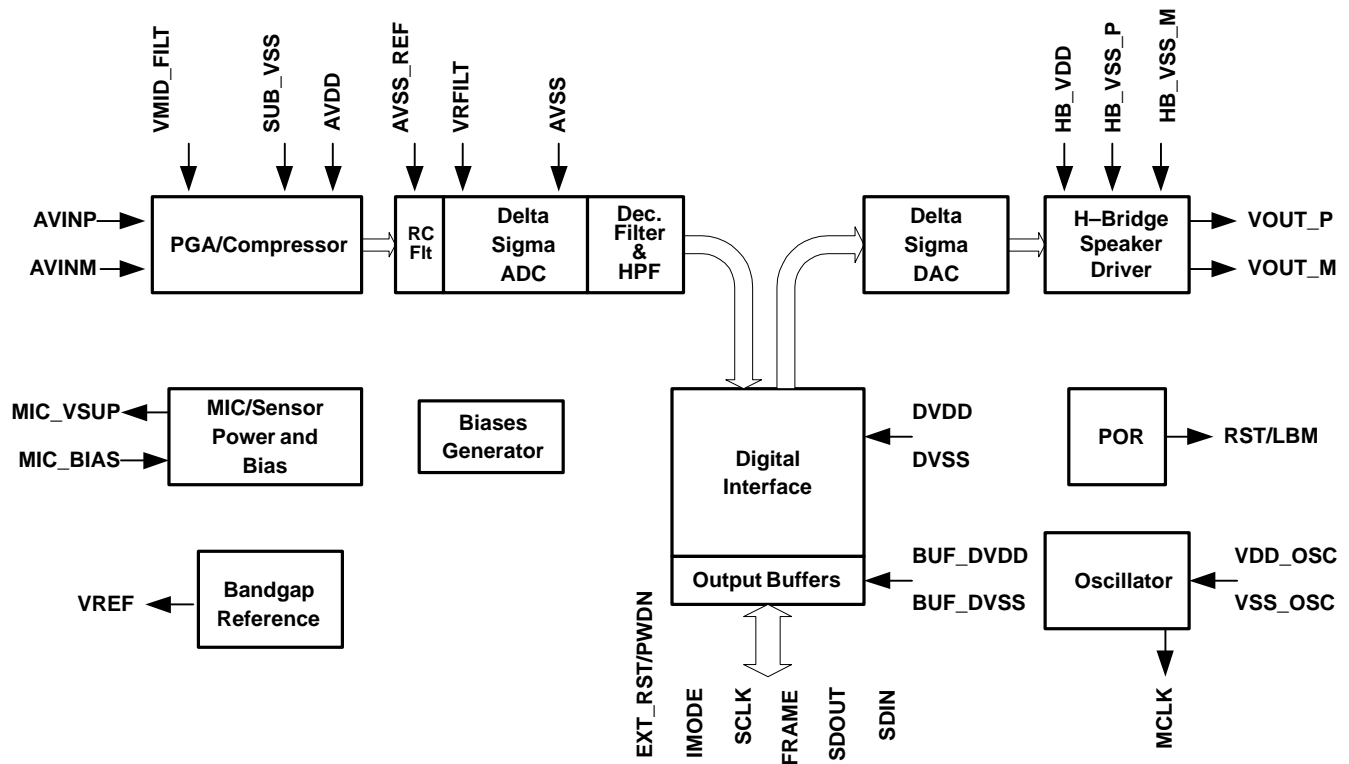 VMID_FILT
SUB_VSS
AVDD
AVSS_REF
VRFILT
AVSS
HB_VDD
HB_VSS_P
HB_VSS_M
AVINP
AVINM
PGA/Compressor
RC
Flt
Delta
Sigma
ADC
Dec.
Filter
&
HPF
Delta
Sigma
DAC
H–Bridge
Speaker
Driver
VOUT_P
VOUT_M
MIC_VSUP
MIC_BIAS
MIC/Sensor
Power and
Bias
Biases
Generator
Digital
Interface
DVDD
DVSS
POR
RST/LBM
VREF
Bandgap
Reference
Output Buffers
BUF_DVDD
BUF_DVSS
Oscillator
VDD_OSC
VSS_OSC
EXT_RST/PWDN
IMODE
SCLK
FRAME
SDOUT
SDIN
MCLK